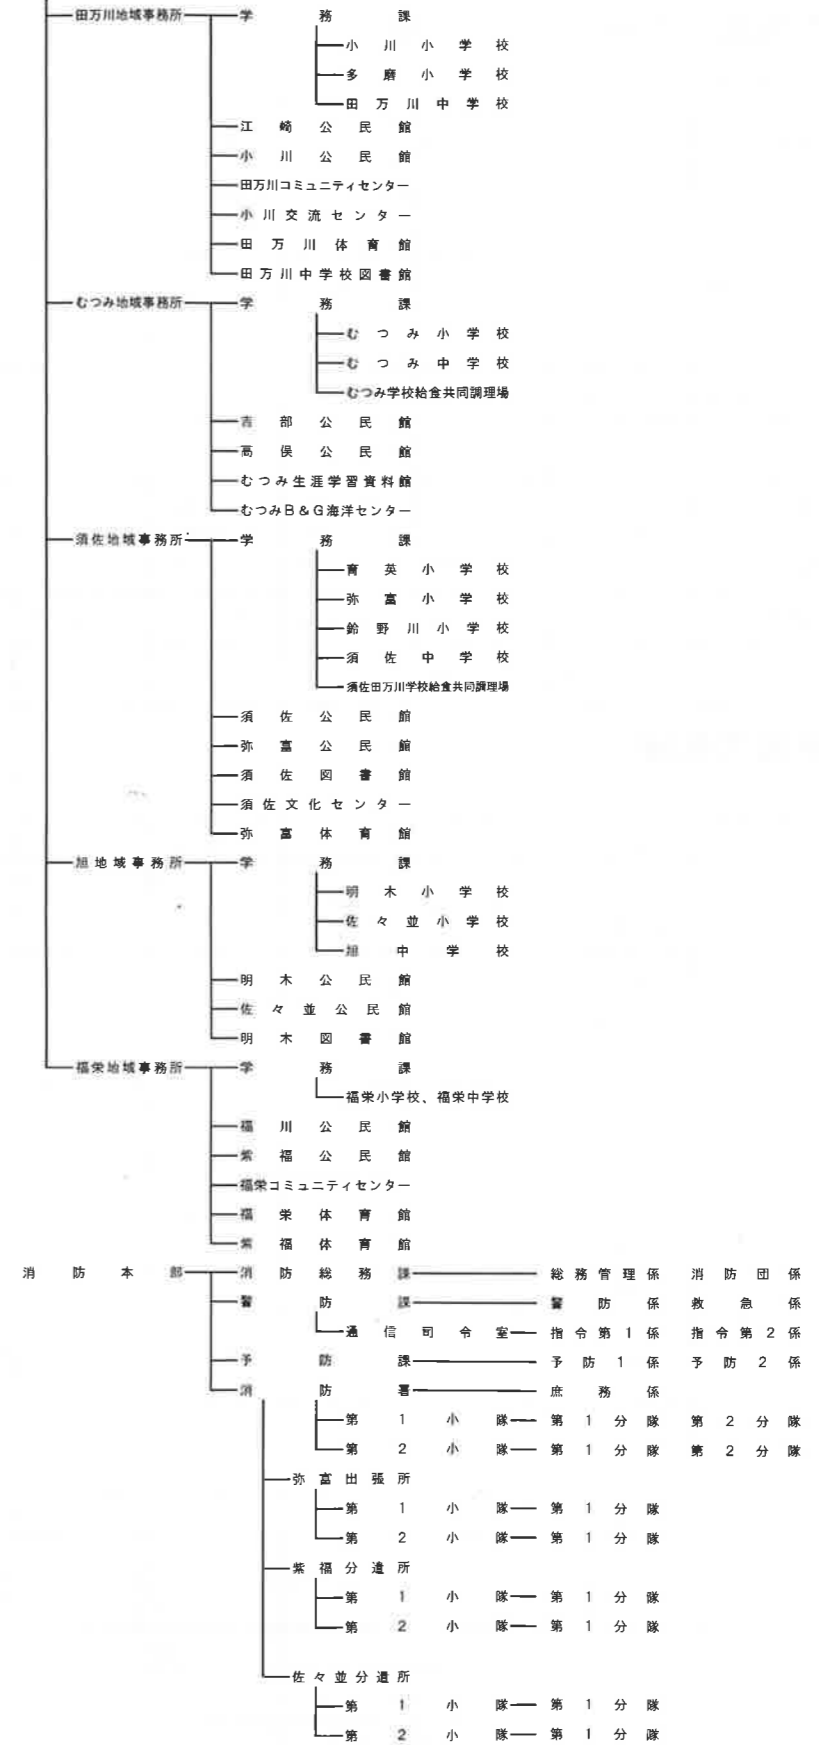 田万川地域事務所 学務課
小川小学校
多磨小学校
田万川中学校
江崎公民館
小川公民館
田万川コミュニティセンター
小川交流センター
田万川体育館
田万川中学校図書館
むつみ地域事務所 学務課
むつみ小学校
むつみ中学校
むつみ学校給食共同調理場
吉部公民館
高俣公民館
むつみ生涯学習資料館
むつみB&G海洋センター
須佐地域事務所 学務課
育英小学校
弥富小学校
鈴野川小学校
須佐中学校
須佐田万川学校給食共同調理場
須佐公民館
弥富公民館
須佐図書館
須佐文化センター
弥富体育館
旭地域事務所 学務課
明木小学校
佐々並小学校
旭中学校
明木公民館
佐々並公民館
明木図書館
福栄地域事務所 学務課
福栄小学校、福栄中学校
福川公民館
紫福公民館
福栄コミュニティセンター
福栄体育館
紫福体育館
消防本部 消防総務課 総務管理係 消防団係
警防課 警防係 救急係
通信司令室 指令第1係 指令第2係
予防課 予防1係 予防2係
消防署 庶務係
第1小隊 第1分隊 第2分隊
第2小隊 第1分隊 第2分隊
弥富出張所
第1小隊 第1分隊
第2小隊 第1分隊
紫福分遣所
第1小隊 第1分隊
第2小隊 第1分隊
佐々並分遣所
第1小隊 第1分隊
第2小隊 第1分隊